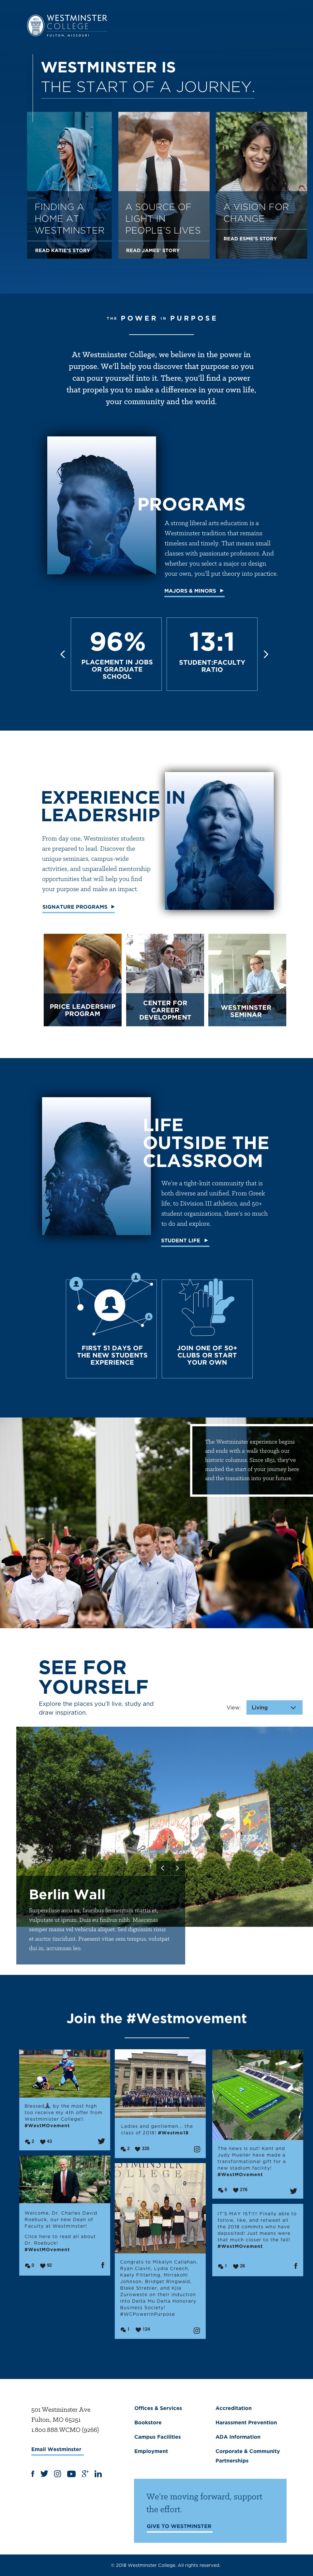 WESTMINSTER
COLLEGE
FULTON, MISSOURI
WESTMINSTER IS
THE START OF A JOURNEY.
FINDING A
HOME AT
WESTMINSTER
READ KATIE'S STORY
A SOURCE OF
LIGHT IN
PEOPLE'S LIVES
READ JAMES' STORY
A VISION FOR
CHANGE
READ ESME'S STORY
THE POWER IN PURPOSE
At Westminster College, we believe in the power in
purpose. We'll help you discover that purpose so you
can pour yourself into it. There, you'll find a power
that propels you to make a difference in your own life,
your community and the world.
PROGRAMS
A strong liberal arts education is a
Westminster tradition that remains
timeless and timely. That means small
classes with passionate professors. And
whether you select a major or design
your own, you'll put theory into practice.
MAJORS & MINORS
96%
PLACEMENT IN JOBS
OR GRADUATE
SCHOOL
13:1
STUDENT:FACULTY
RATIO
EXPERIENCE IN
LEADERSHIP
From day one, Westminster students
are prepared to lead. Discover the
unique seminars, campus-wide
activities, and unparalleled mentorship
opportunities that will help you find
your purpose and make an impact.
SIGNATURE PROGRAMS
PRICE LEADERSHIP
PROGRAM
CENTER FOR
CAREER
DEVELOPMENT
WESTMINSTER
SEMINAR
LIFE
OUTSIDE THE
CLASSROOM
We're a tight-knit community that is
both diverse and unified. From Greek
life, to Division III athletics, and 50+
student organizations, there's so much
to do and explore.
STUDENT LIFE
FIRST 51 DAYS OF
THE NEW STUDENTS
EXPERIENCE
JOIN ONE OF 50+
CLUBS OR START
YOUR OWN
The Westminster experience begins
and ends with a walk through our
historic columns. Since 1851, they've
marked the start of your journey here
and the transition into your future.
SEE FOR
YOURSELF
Explore the places you'll live, study and
draw inspiration.
View:
Living
Berlin Wall
Suspendisse arcu ex, faucibus fermentum mattis et,
vulputate ut ipsum. Duis eu finibus nibh. Maecenas
semper massa vel vehicula aliquet. Sed dignissim risus
et auctor tincidunt. Praesent vitae sem tempus, volutpat
dui in, accumsan leo.
Join the #Westmovement
Blessed, by the most high
too receive my 4th offer from
Westminster College!!
#WestMOvement
2 43
Welcome, Dr. Charles David
Roebuck, our new Dean of
Faculty at Westminster!
Click here to read all about
Dr. Roebuck!
#WestMOvement
0 92
Ladies and gentlemen... the
class of 2018! #Westmo18
2 335
Congrats to Mikalyn Callahan,
Ryan Ciavini, Lydia Creech,
Keely Fitterling, Mirrakohi
Johnson, Bridget Ringwald,
Blake Strebler, and Kjia
Zuroweste on their induction
into Delta Mu Delta Honorary
Business Society!
#WCPowerInPurpose
1 124
The news is out! Kent and
Judy Mueller have made a
transformational gift for a
new stadium facility!
#WestMOvement
6 276
IT'S MAY 1ST!!! Finally able to
follow, like, and retweet all
the 2018 commits who have
deposited! Just means were
that much closer to the fall!
#WestMOvement
1 26
501 Westminster Ave
Fulton, MO 65251
1.800.888.WCMO (9266)
Email Westminster
Offices & Services
Bookstore
Campus Facilities
Employment
Accreditation
Harassment Prevention
ADA Information
Corporate & Community
Partnerships
We're moving forward, support
the effort.
GIVE TO WESTMINSTER
© 2018 Westminster College. All rights reserved.